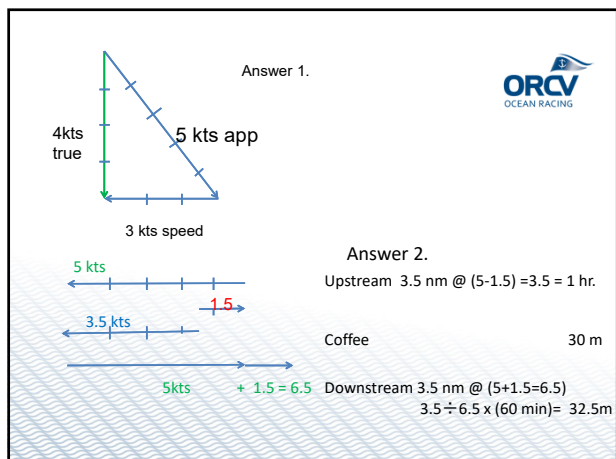 Answer 1.
ORCV
OCEAN RACING
4kts
true
5 kts app
3 kts speed
Answer 2.
5 kts
Upstream 3.5 nm @ (5-1.5) =3.5 = 1 hr.
1.5
3.5 kts
Coffee 30 m
5kts + 1.5 = 6.5
Downstream 3.5 nm @ (5+1.5=6.5)
3.5÷6.5 x (60 min)= 32.5m